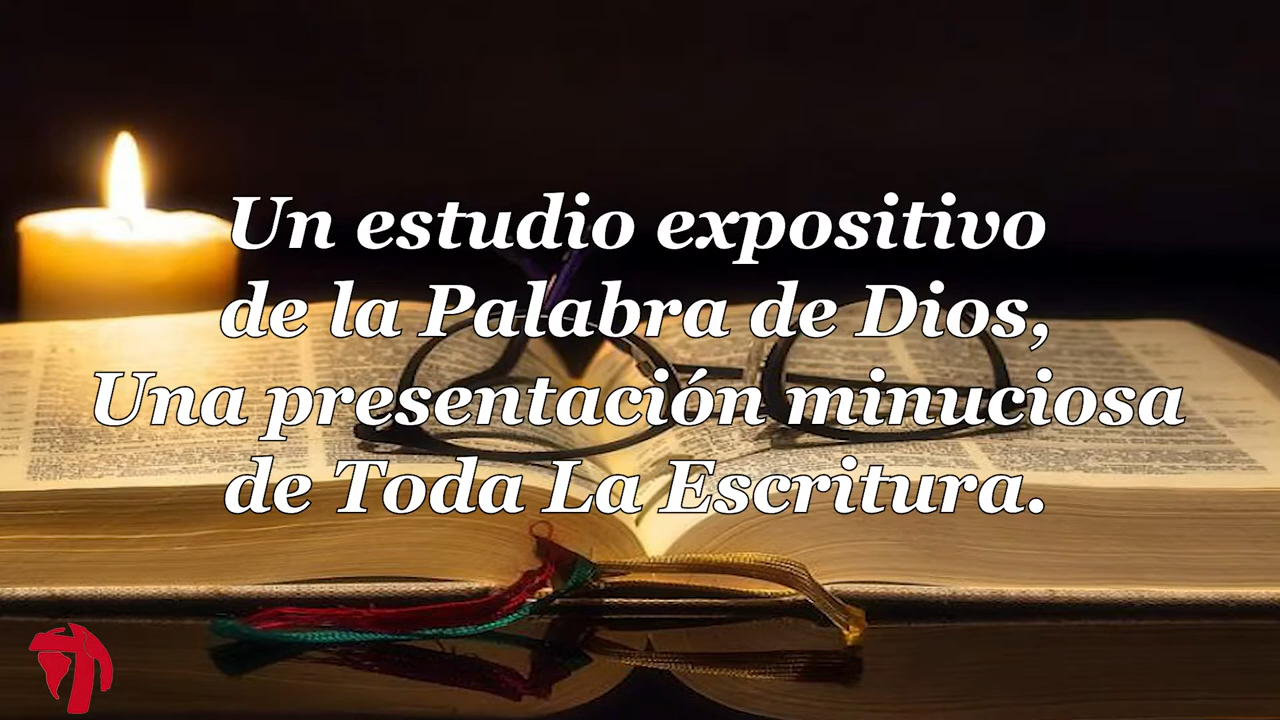 Un estudio expositivo
de la Palabra de Dios,
Una presentación minuciosa
de Toda La Escritura.